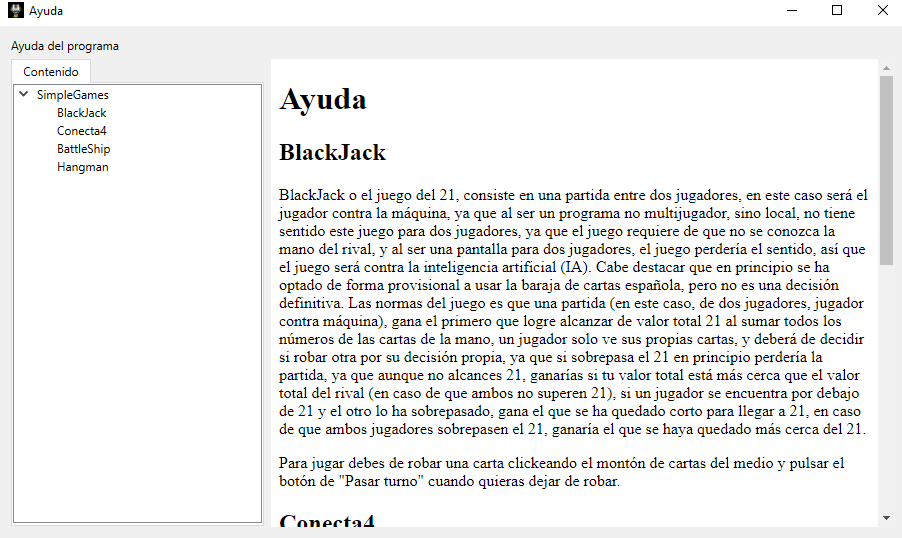 Ayuda
Ayuda del programa
Contenido
SimpleGames
BlackJack
Conecta4
BattleShip
Hangman
Ayuda
BlackJack
BlackJack o el juego del 21, consiste en una partida entre dos jugadores, en este caso será el
jugador contra la máquina, ya que al ser un programa no multijugador, sino local, no tiene
sentido este juego para dos jugadores, ya que el juego requiere de que no se conozca la
mano del rival, y al ser una pantalla para dos jugadores, el juego perdería el sentido, así que
el juego será contra la inteligencia artificial (IA). Cabe destacar que en principio se ha
optado de forma provisional a usar la baraja de cartas española, pero no es una decisión
definitiva. Las normas del juego es que una partida (en este caso, de dos jugadores, jugador
contra máquina), gana el primero que logre alcanzar de valor total 21 al sumar todos los
números de las cartas de la mano, un jugador solo ve sus propias cartas, y deberá de decidir
si robar otra por su decisión propia, ya que si sobrepasa el 21 en principio perdería la
partida, ya que aunque no alcances 21, ganarías si tu valor total está más cerca que el valor
total del rival (en caso de que ambos no superen 21), si un jugador se encuentra por debajo
de 21 y el otro lo ha sobrepasado, gana el que se ha quedado corto para llegar a 21, en caso
de que ambos jugadores sobrepasen el 21, ganaría el que se haya quedado más cerca del 21.
Para jugar debes de robar una carta clickeando el montón de cartas del medio y pulsar el
botón de "Pasar turno" cuando quieras dejar de robar.
Conecta4